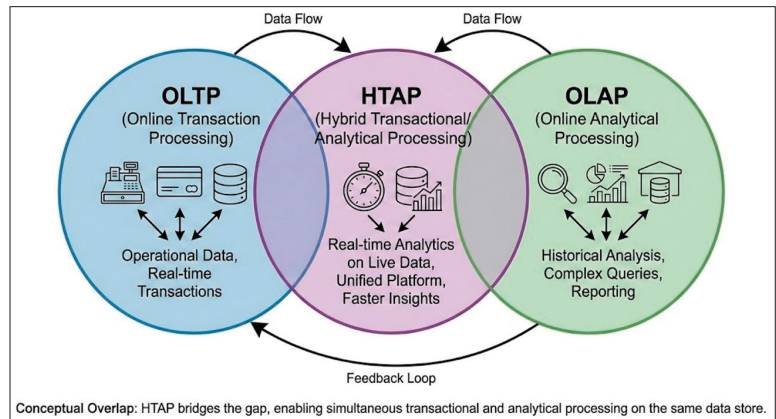 Data Flow
Data Flow
OLTP
(Online Transaction
Processing)
Operational Data,
Real-time
Transactions
HTAP
(Hybrid Transactional/
Analytical Processing)
Real-time Analytics
on Live Data,
Unified Platform,
Faster Insights
OLAP
(Online Analytical
Processing)
Historical Analysis,
Complex Queries,
Reporting
Feedback Loop
Conceptual Overlap: HTAP bridges the gap, enabling simultaneous transactional and analytical processing on the same data store.